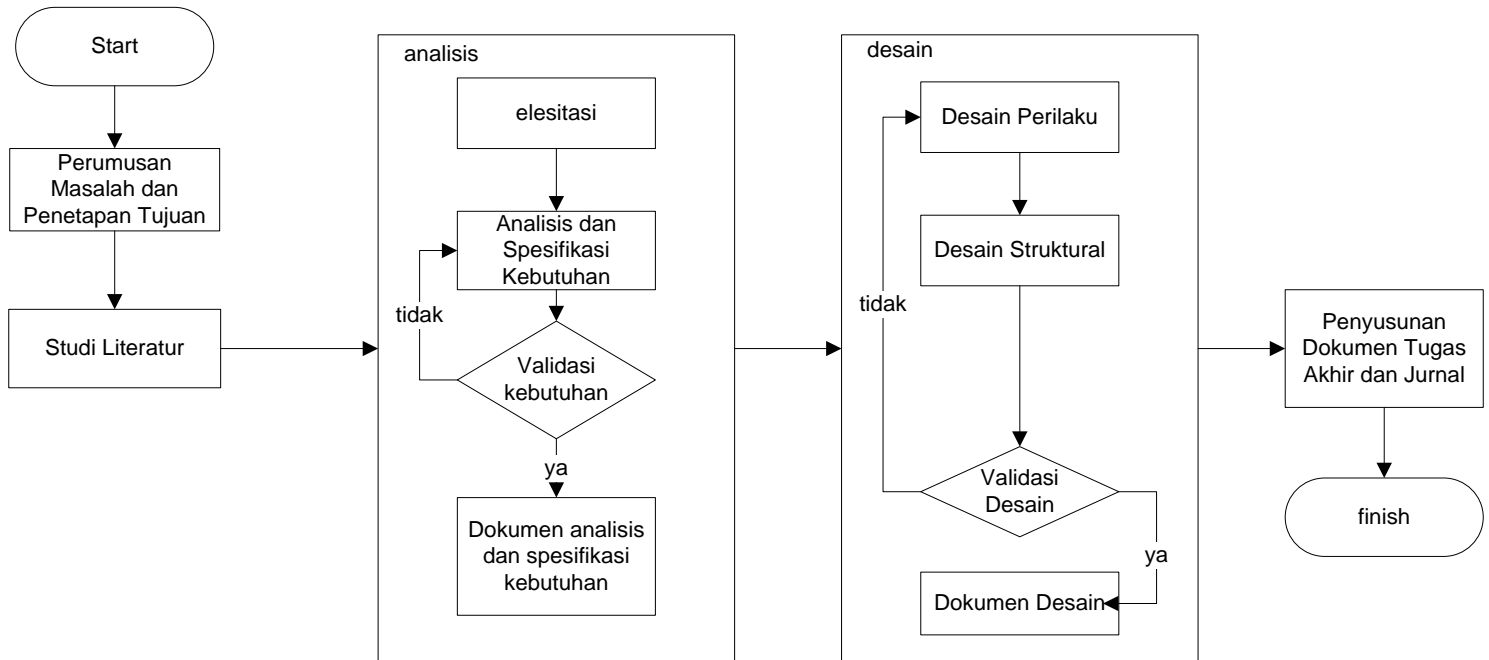 Start
Perumusan
Masalah dan
Penetapan Tujuan
Studi Literatur
analisis
elesitasi
Analisis dan
Spesifikasi
Kebutuhan
tidak
Validasi
kebutuhan
ya
Dokumen analisis
dan spesifikasi
kebutuhan
desain
Desain Perilaku
Desain Struktural
tidak
Validasi
Desain
ya
Dokumen Desain
Penyusunan
Dokumen Tugas
Akhir dan Jurnal
finish